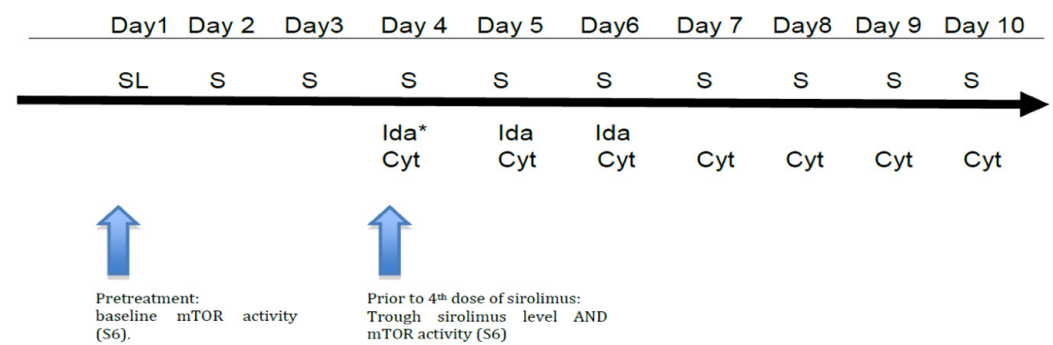 Day1 Day 2 Day3 Day 4 Day 5 Day6 Day 7 Day8 Day 9 Day 10
SL S S S S S S S S S
Ida* Ida Ida
Cyt Cyt Cyt Cyt Cyt Cyt Cyt
Pretreatment:
baseline mTOR activity
(S6).
Prior to 4th dose of sirolimus:
Trough sirolimus level AND
mTOR activity (S6)